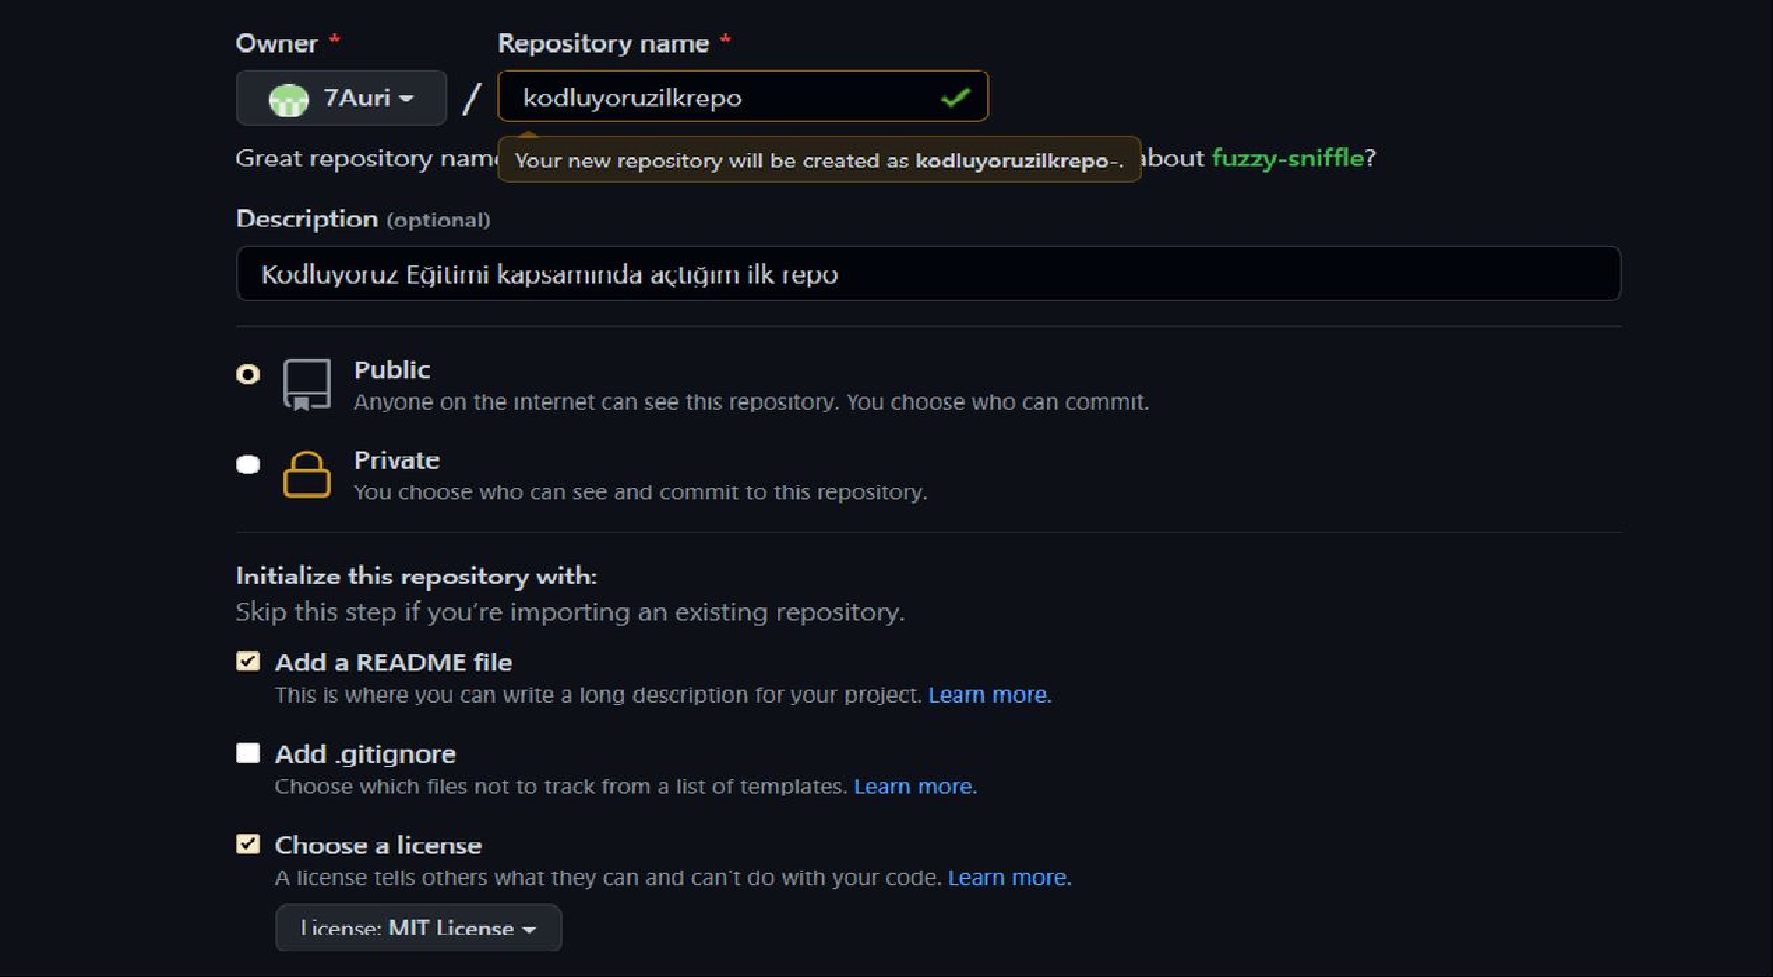 Owner * Repository name *
7Auri / kodluyoruzilkrepo
Great repository nam about fuzzy-sniffle?
Your new repository will be created as kodluyoruzilkrepo-.
Description (optional)
Kodluyoruz Eğitimi kapsamında açtığım ilk repo
Public
Anyone on the internet can see this repository. You choose who can commit.
Private
You choose who can see and commit to this repository.
Initialize this repository with:
Skip this step if you're importing an existing repository.
Add a README file
This is where you can write a long description for your project. Learn more.
Add .gitignore
Choose which files not to track from a list of templates. Learn more.
Choose a license
A license tells others what they can and can't do with your code. Learn more.
License: MIT License